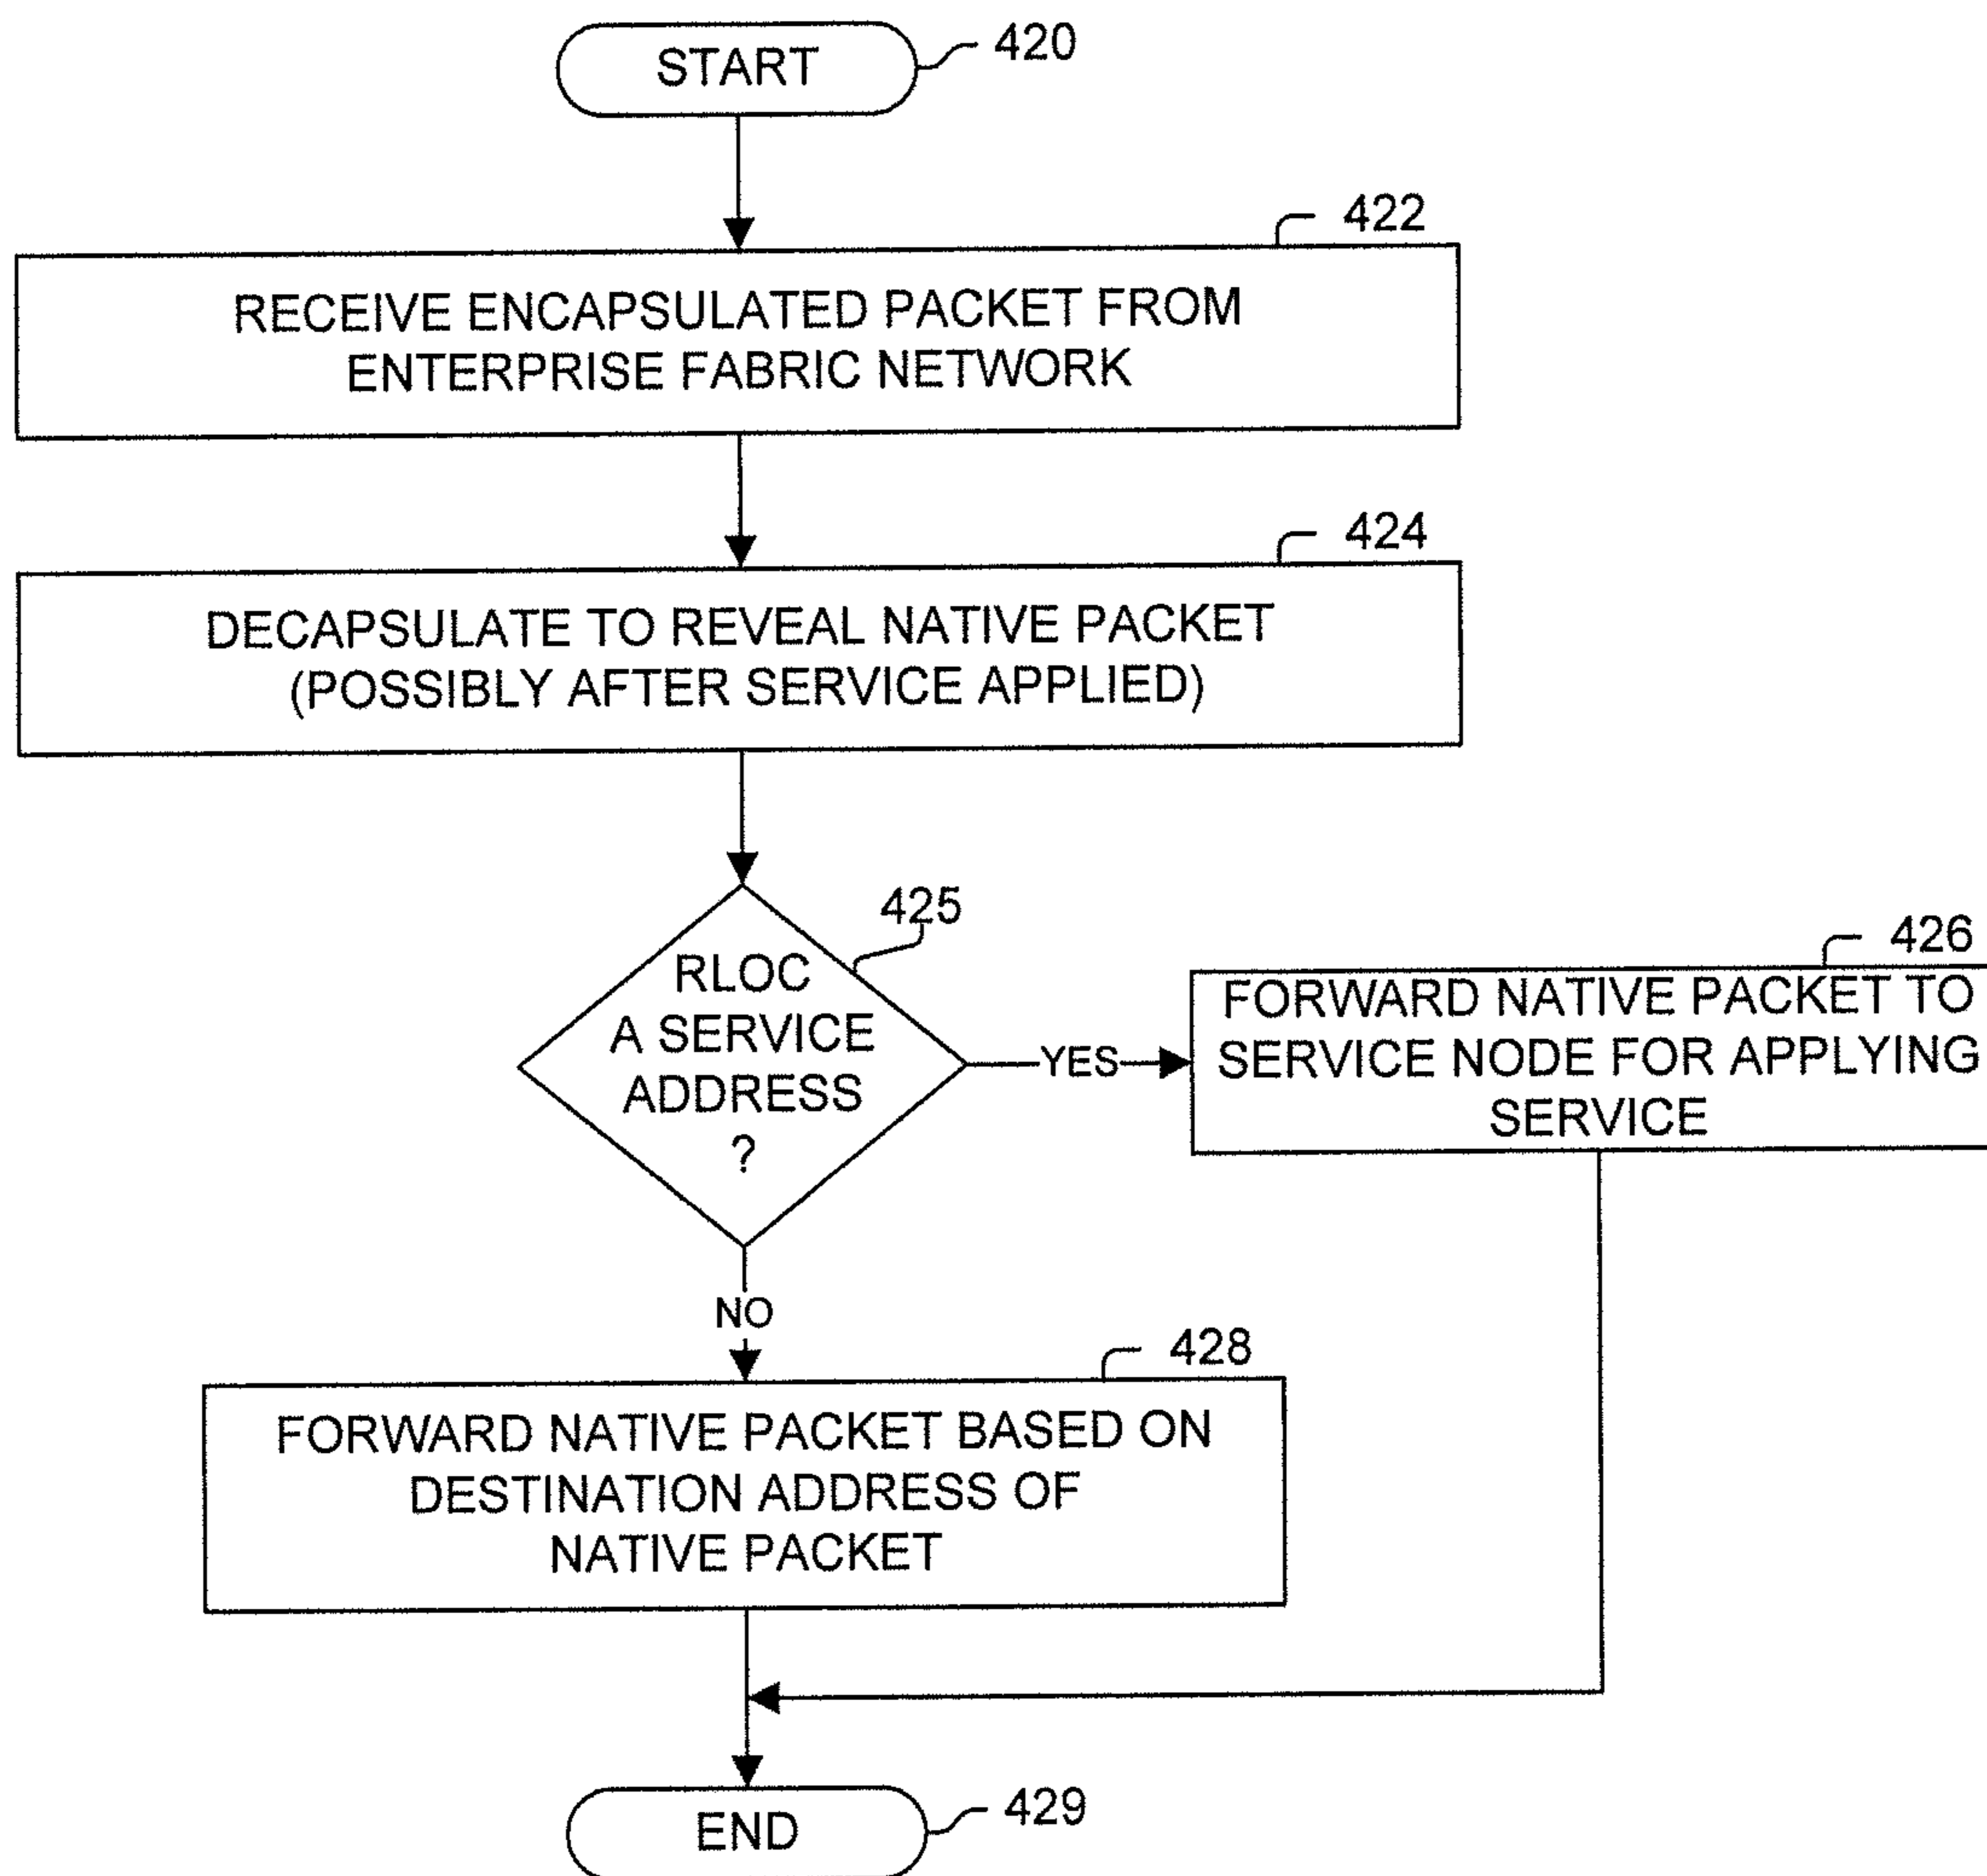 START
420
422
RECEIVE ENCAPSULATED PACKET FROM
ENTERPRISE FABRIC NETWORK
424
DECAPSULATE TO REVEAL NATIVE PACKET
(POSSIBLY AFTER SERVICE APPLIED)
425
RLOC
A SERVICE
ADDRESS
?
YES
426
FORWARD NATIVE PACKET TO
SERVICE NODE FOR APPLYING
SERVICE
NO
428
FORWARD NATIVE PACKET BASED ON
DESTINATION ADDRESS OF
NATIVE PACKET
END
429